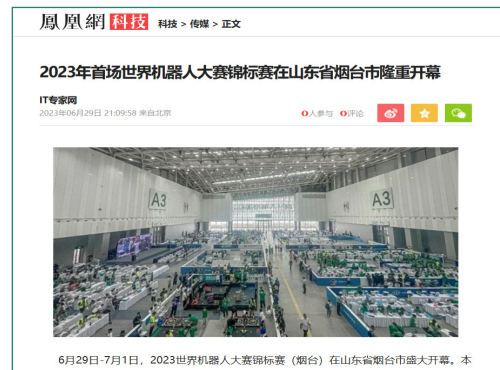 鳳凰網 科技 科技 > 传媒 > 正文
2023年首场世界机器人大赛锦标赛在山东省烟台市隆重开幕
IT专家网
2023年06月29日 21:09:58 来自北京 0人参与 0评论
A3 A3
6月29日-7月1日，2023世界机器人大赛锦标赛（烟台）在山东省烟台市盛大开幕。本